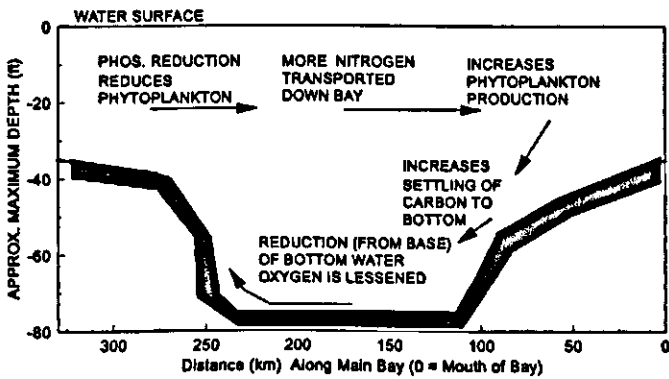 WATER SURFACE
0
-20
-40
-60
-80
APPROX. MAXIMUM DEPTH (ft)
PHOS. REDUCTION
REDUCES
PHYTOPLANKTON
MORE NITROGEN
TRANSPORTED
DOWN BAY
INCREASES
PHYTOPLANKTON
PRODUCTION
INCREASES
SETTLING OF
CARBON TO
BOTTOM
REDUCTION (FROM BASE)
OF BOTTOM WATER
OXYGEN IS LESSENED
300 250 200 150 100 50 0
Distance (km) Along Main Bay (0 = Mouth of Bay)